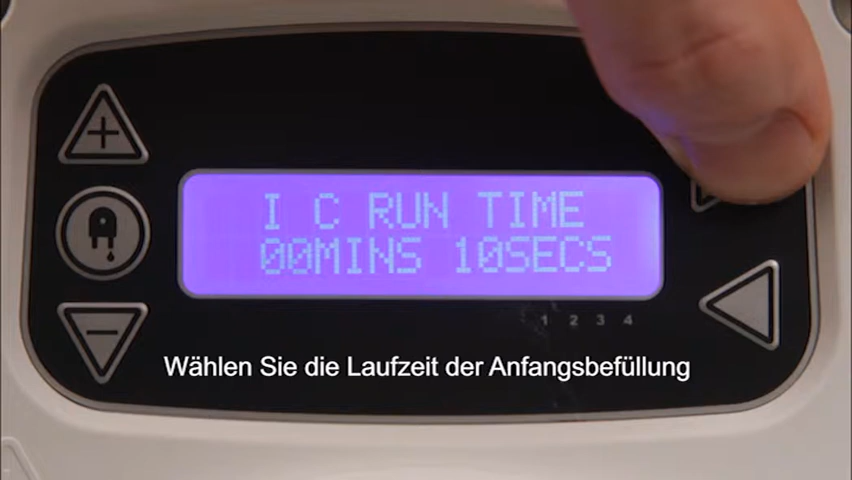 I C RUN TIME
00MINS 10SECS
1 2 3 4
Wählen Sie die Laufzeit der Anfangsbefüllung